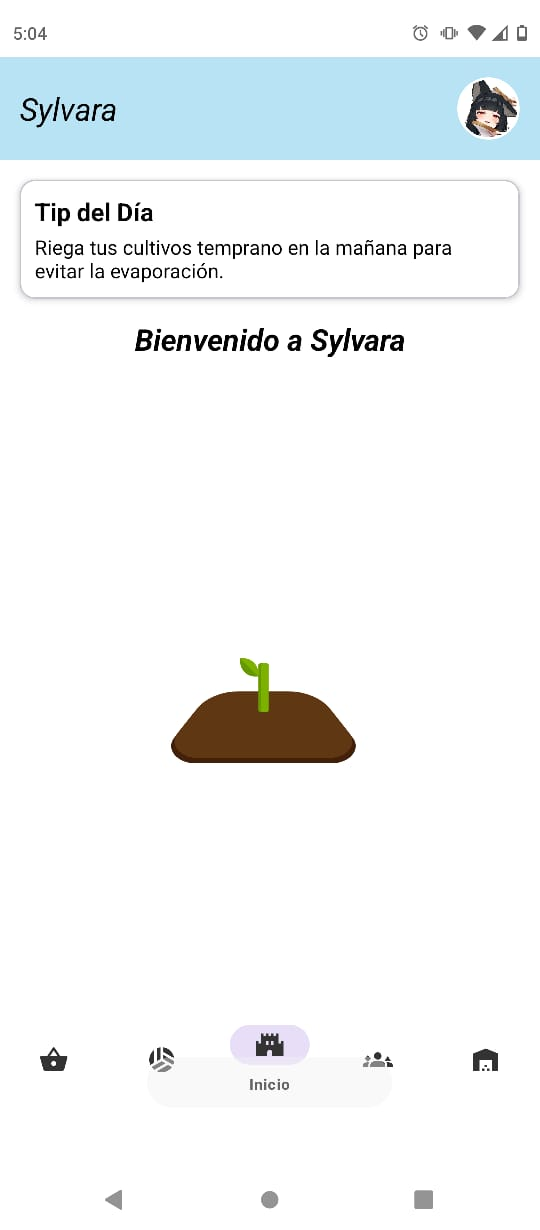 5:04
Sylvara
Tip del Día
Riega tus cultivos temprano en la mañana para
evitar la evaporación.
Bienvenido a Sylvara
Inicio